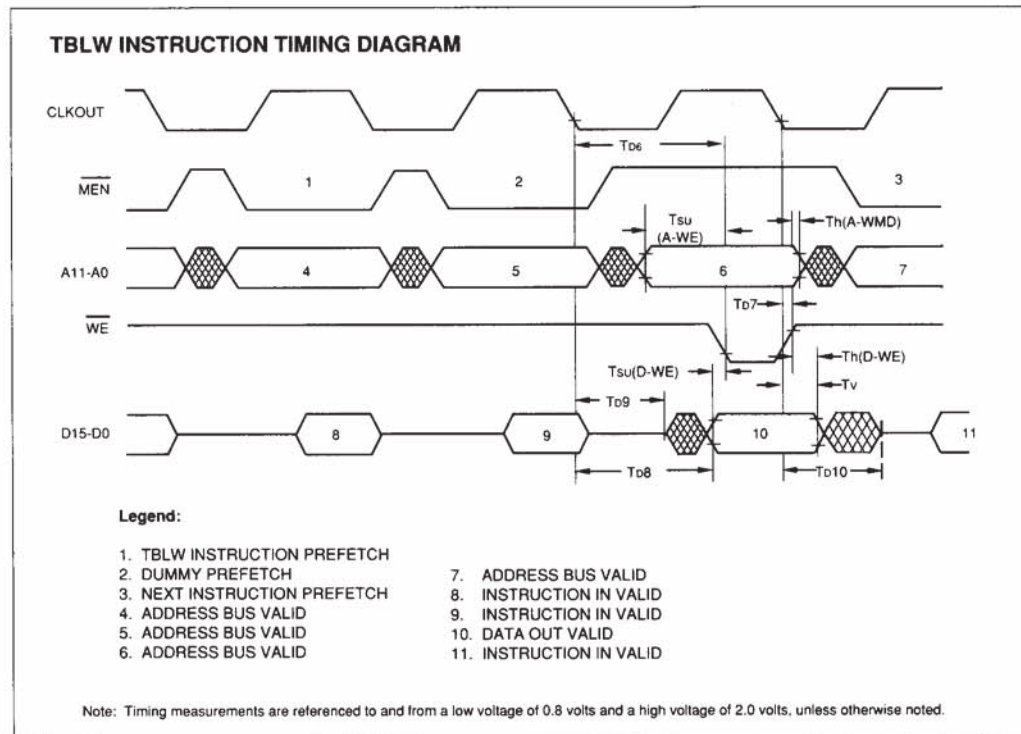 TBLW INSTRUCTION TIMING DIAGRAM
CLKOUT
TD6
MEN
1
2
3
Tsu
(A-WE)
Th(A-WMD)
A11-A0
4
5
6
7
TD7
WE
Tsu(D-WE)
Th(D-WE)
Tv
TD9
D15-D0
8
9
10
11
TD8
TD10
Legend:
1. TBLW INSTRUCTION PREFETCH
2. DUMMY PREFETCH
3. NEXT INSTRUCTION PREFETCH
4. ADDRESS BUS VALID
5. ADDRESS BUS VALID
6. ADDRESS BUS VALID
7. ADDRESS BUS VALID
8. INSTRUCTION IN VALID
9. INSTRUCTION IN VALID
10. DATA OUT VALID
11. INSTRUCTION IN VALID
Note: Timing measurements are referenced to and from a low voltage of 0.8 volts and a high voltage of 2.0 volts, unless otherwise noted.